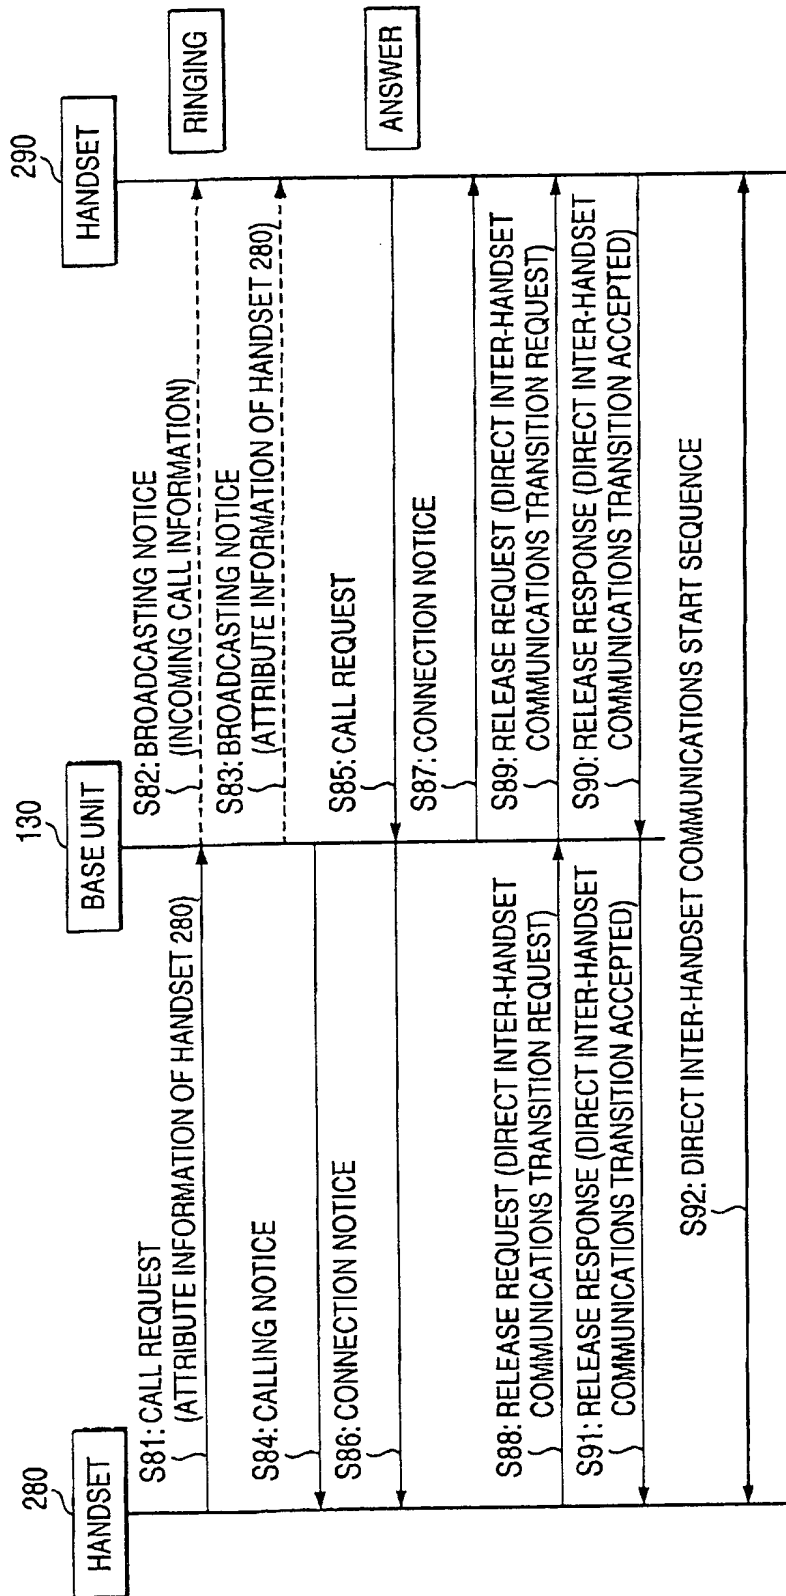 280
HANDSET
130
BASE UNIT
290
HANDSET
S81: CALL REQUEST
(ATTRIBUTE INFORMATION OF HANDSET 280)
S82: BROADCASTING NOTICE
(INCOMING CALL INFORMATION)
RINGING
S83: BROADCASTING NOTICE
(ATTRIBUTE INFORMATION OF HANDSET 280)
S84: CALLING NOTICE
S85: CALL REQUEST
ANSWER
S86: CONNECTION NOTICE
S87: CONNECTION NOTICE
S88: RELEASE REQUEST (DIRECT INTER-HANDSET
COMMUNICATIONS TRANSITION REQUEST)
S89: RELEASE REQUEST (DIRECT INTER-HANDSET
COMMUNICATIONS TRANSITION REQUEST)
S90: RELEASE RESPONSE (DIRECT INTER-HANDSET
COMMUNICATIONS TRANSITION ACCEPTED)
S91: RELEASE RESPONSE (DIRECT INTER-HANDSET
COMMUNICATIONS TRANSITION ACCEPTED)
S92: DIRECT INTER-HANDSET COMMUNICATIONS START SEQUENCE